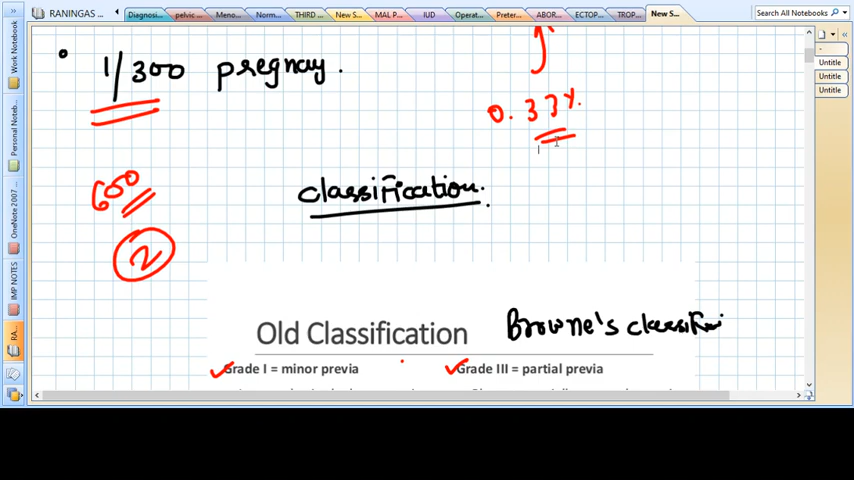 RANINGAS ...
Diagnosi
pelvic ...
Meno...
Norm...
THIRD
New S...
MAL P...
IUD
Operat...
Preter...
ABOR...
ECTOP...
TROP...
New S...
Search All Notebooks
Work Notebook
Personal Noteb...
OneNote 2007 ...
IMP NOTES
RA...
Untitle
Untitle
Untitle
1/300 pregnay.
0.33%.
600
2
classification.
Old Classification
Browne's classifi
Grade I = minor previa
Grade III = partial previa